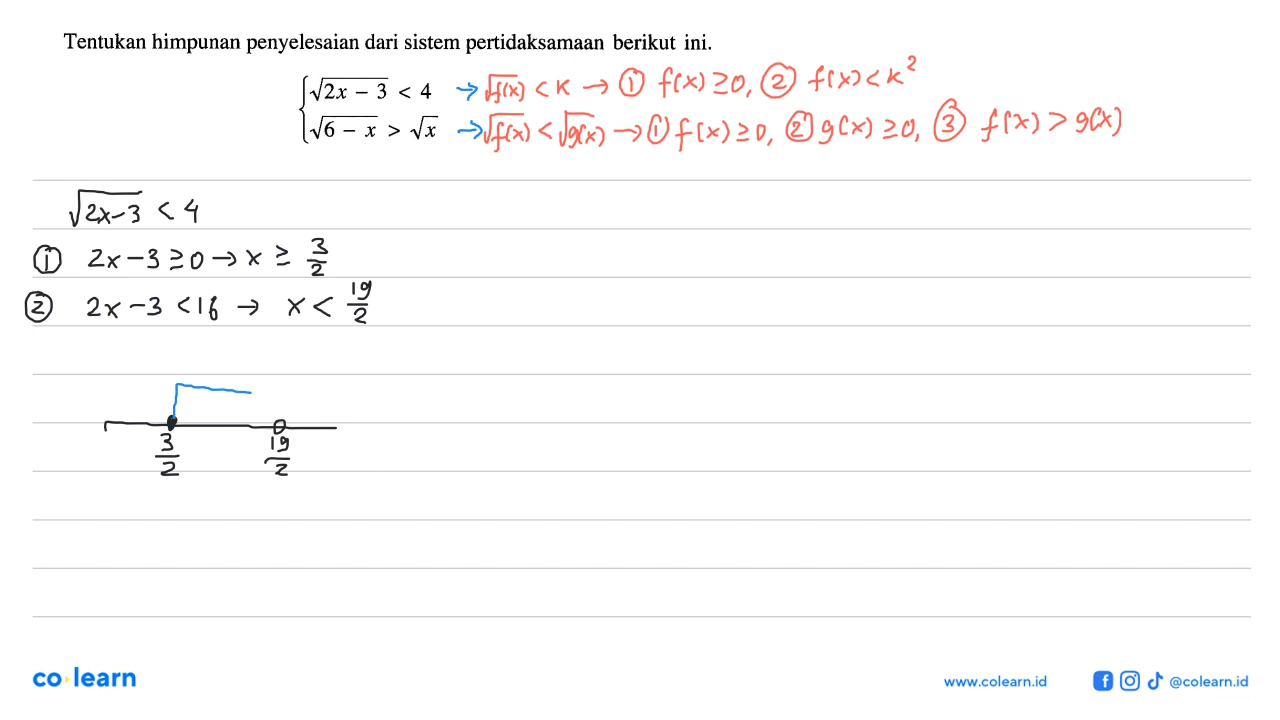 Tentukan himpunan penyelesaian dari sistem pertidaksamaan berikut ini.
√(2x − 3) < 4 → √f(x) < k → ① f(x) ≥ 0, ② f(x) < k²
√(6 − x) > √x → √f(x) < √g(x) → ① f(x) ≥ 0, ② g(x) ≥ 0, ③ f(x) > g(x)
√(2x−3) < 4
① 2x − 3 ≥ 0 → x ≥ 3/2
② 2x − 3 < 16 → x < 19/2
3/2 19/2
co learn
www.colearn.id @colearn.id